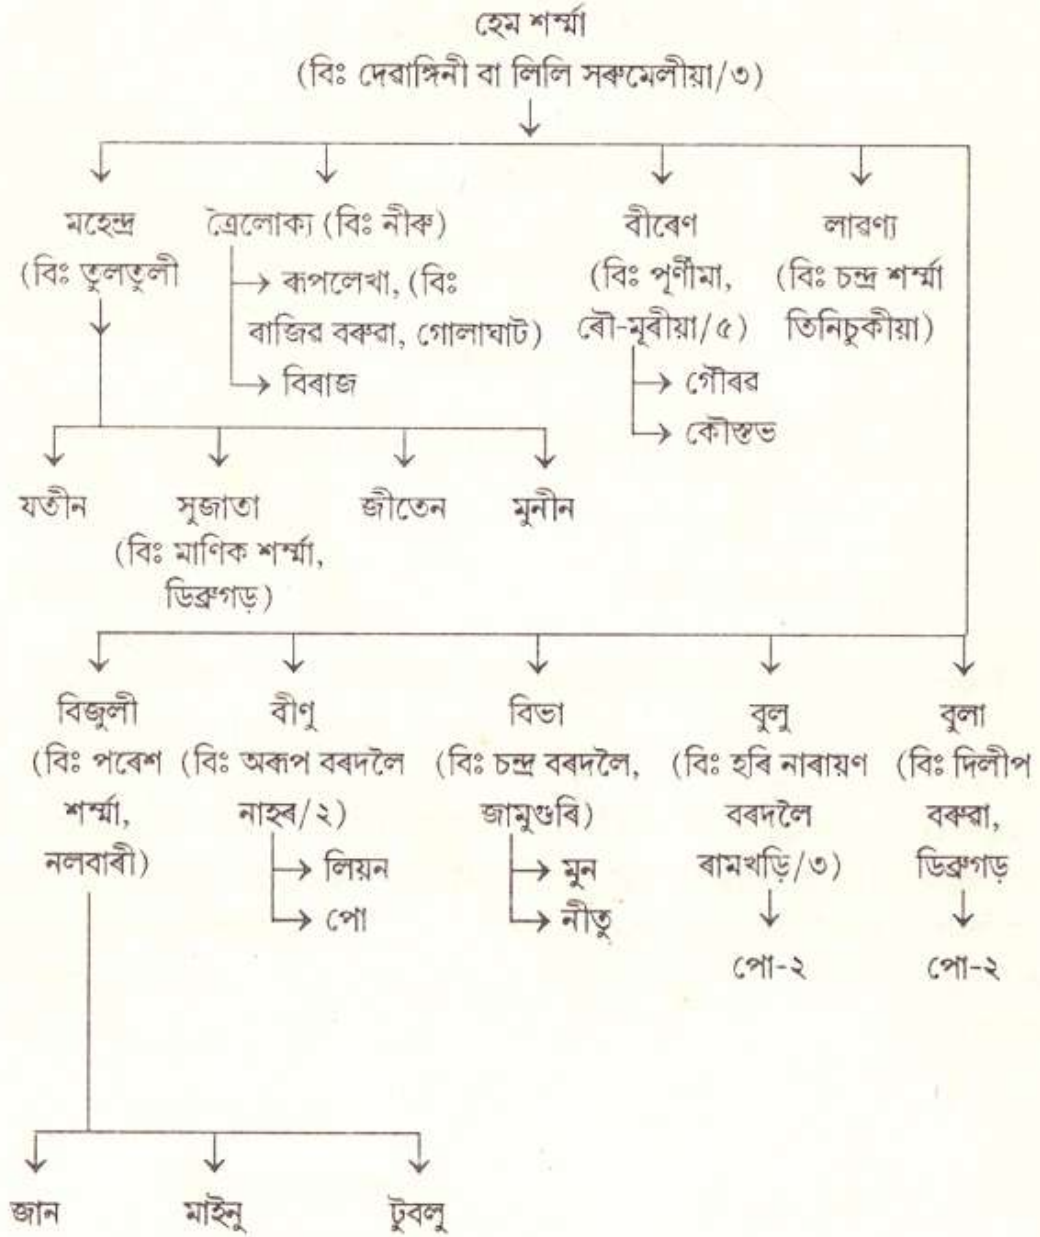 হেম শৰ্ম্মা
(বিঃ দেৱাঙ্গিনী বা লিলি সৰুমেলীয়া/৩)
মহেন্দ্ৰ ত্ৰৈলোক্য (বিঃ নীৰু) বীৰেণ লাৱণ্য
(বিঃ তুলতুলী → ৰূপলেখা, (বিঃ (বিঃ পূৰ্ণীমা, (বিঃ চন্দ্ৰ শৰ্ম্মা
ৰাজিৱ বৰুৱা, গোলাঘাট) ৰৌ-মূৰীয়া/৫) তিনিচুকীয়া)
→ বিৰাজ → গৌৰৱ
→ কৌস্তভ
যতীন সুজাতা জীতেন মুনীন
(বিঃ মাণিক শৰ্ম্মা,
ডিব্ৰুগড়)
বিজুলী বীণু বিভা বুলু বুলা
(বিঃ পৰেশ (বিঃ অৰূপ বৰদলৈ (বিঃ চন্দ্ৰ বৰদলৈ, (বিঃ হৰি নাৰায়ণ (বিঃ দিলীপ
শৰ্ম্মা, নাহৰ/২) জামুগুৰি) বৰদলৈ বৰুৱা,
নলবাৰী) → লিয়ন → মুন ৰামখড়ি/৩) ডিব্ৰুগড়
→ পো → নীতু
পো-২ পো-২
জান মাইনু টুবলু